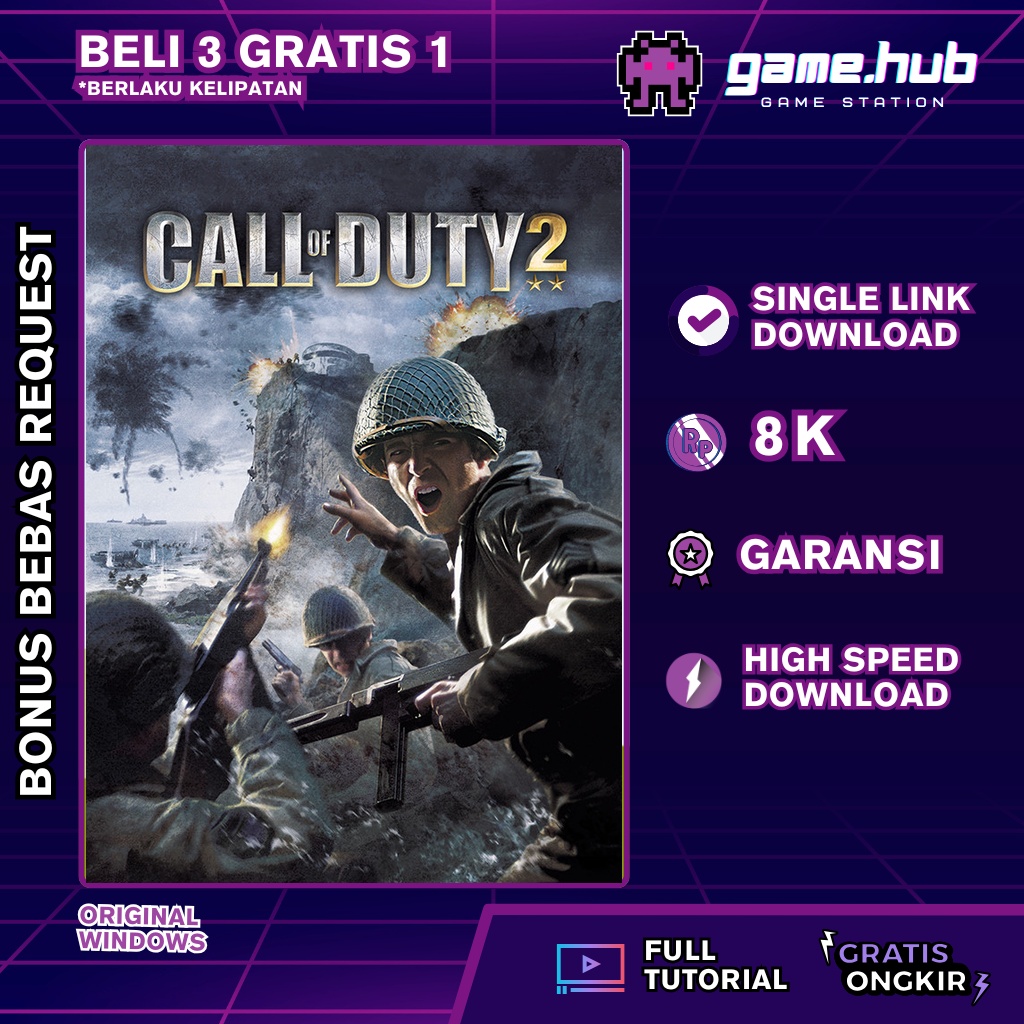 BELI 3 GRATIS 1
*BERLAKU KELIPATAN
game.hub
GAME STATION
BONUS BEBAS REQUEST
CALL OF DUTY 2
SINGLE LINK
DOWNLOAD
RP
8K
GARANSI
HIGH SPEED
DOWNLOAD
ORIGINAL
WINDOWS
FULL
TUTORIAL
GRATIS
ONGKIR